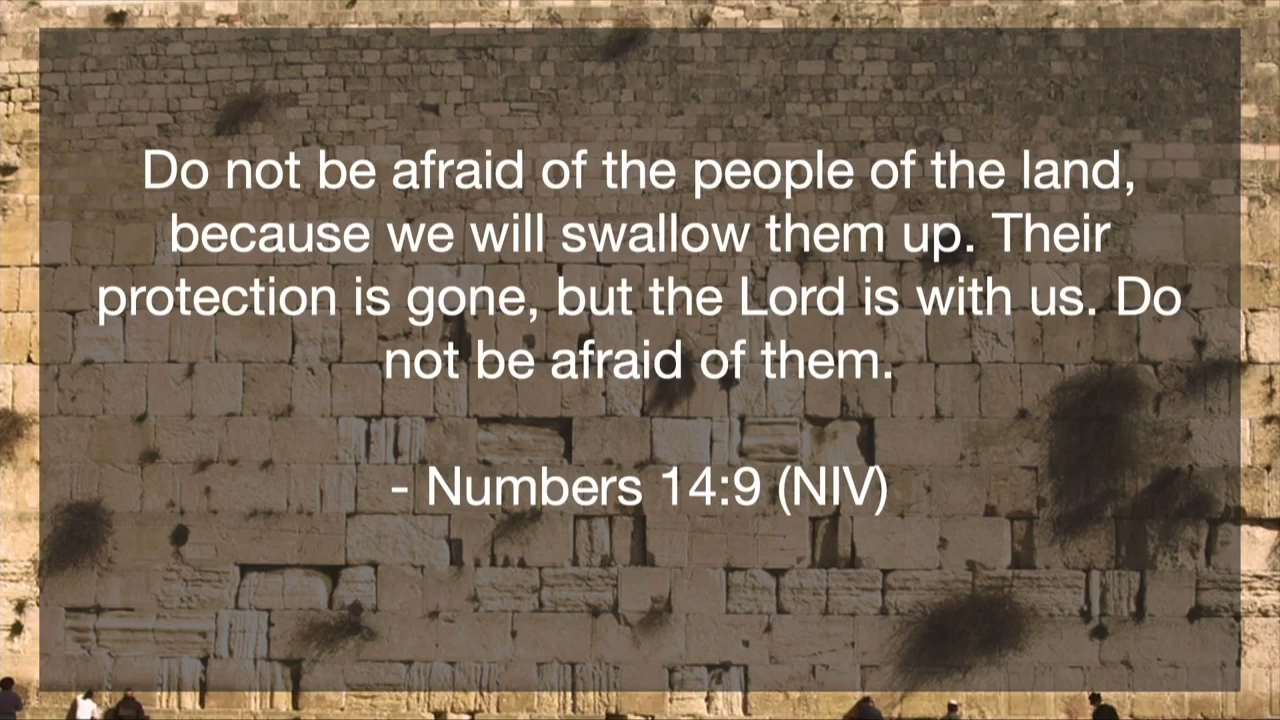 Do not be afraid of the people of the land,
because we will swallow them up. Their
protection is gone, but the Lord is with us. Do
not be afraid of them.
- Numbers 14:9 (NIV)